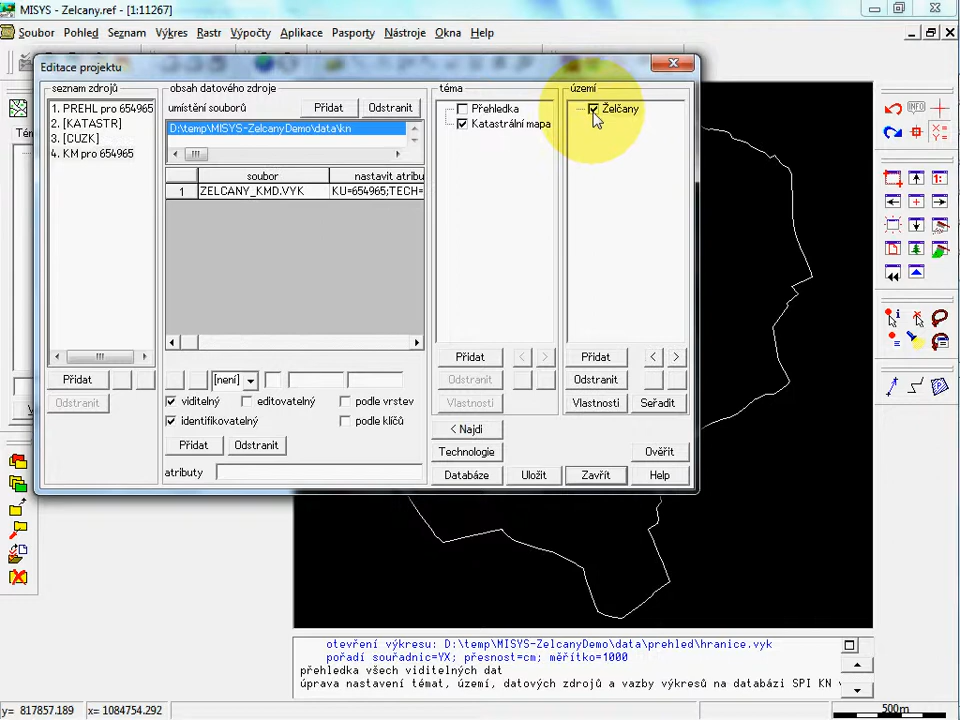 MISYS - Zelcany.ref - [1:11267]
Soubor Pohled Seznam Výkres Rastr Výpočty Aplikace Pasporty Nástroje Okna Help
Editace projektu
seznam zdrojů
1. PREHL pro 654965
2. [KATASTR]
3. [CUZK]
4. KM pro 654965
Přidat
Odstranit
obsah datového zdroje
umístění souborů Přidat Odstranit
D:\temp\MISYS-ZelcanyDemo\data\kn
soubor nastavit atribu
1 ZELCANY_KMD.VYK KU=654965;TECH=
[není]
viditelný editovatelný podle vrstev
identifikovatelný podle klíčů
Přidat Odstranit
atributy
téma
Přehledka
Katastrální mapa
Přidat < >
Odstranit
Vlastnosti
< Najdi
Technologie
Databáze Uložit Zavřít Help
území
Želčany
Přidat < >
Odstranit
Vlastnosti Seřadit
Ověřit
INFO
X=
Y=
1:
Tém
otevření výkresu: D:\temp\MISYS-ZelcanyDemo\data\prehled\hranice.vyk
pořadí souřadnic=YX; přesnost=cm; měřítko=1000
přehledka všech viditelných dat
úprava nastavení témat, území, datových zdrojů a vazby výkresů na databázi SPI KN v
y= 817857.189 x= 1084754.292 500m